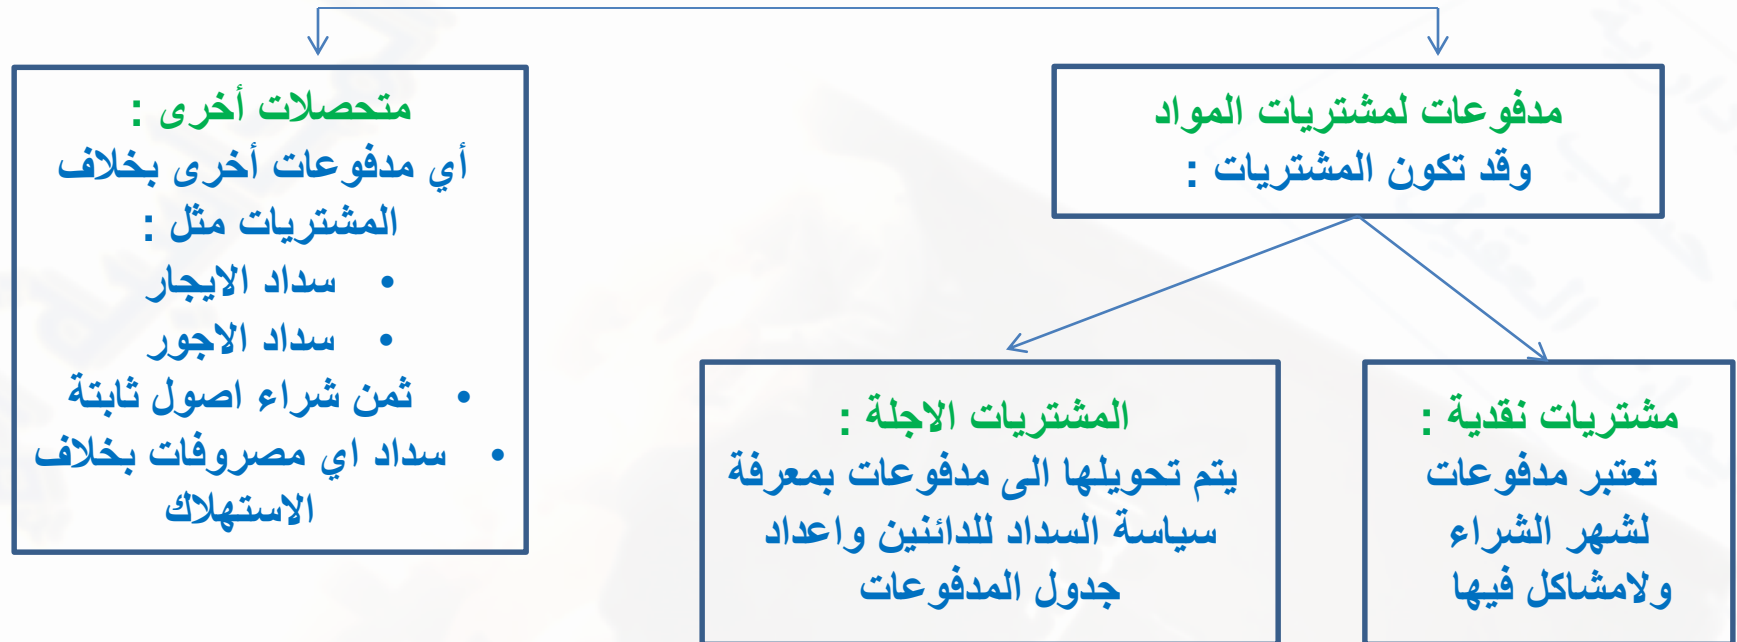 مدفوعات لمشتريات المواد
وقد تكون المشتريات :
مشتريات نقدية :
تعتبر مدفوعات
لشهر الشراء
ولامشاكل فيها
المشتريات الاجلة :
يتم تحويلها الى مدفوعات بمعرفة
سياسة السداد للدائنين واعداد
جدول المدفوعات
متحصلات أخرى :
أي مدفوعات أخرى بخلاف
المشتريات مثل :
• سداد الايجار
• سداد الاجور
• ثمن شراء اصول ثابتة
• سداد اي مصروفات بخلاف
الاستهلاك